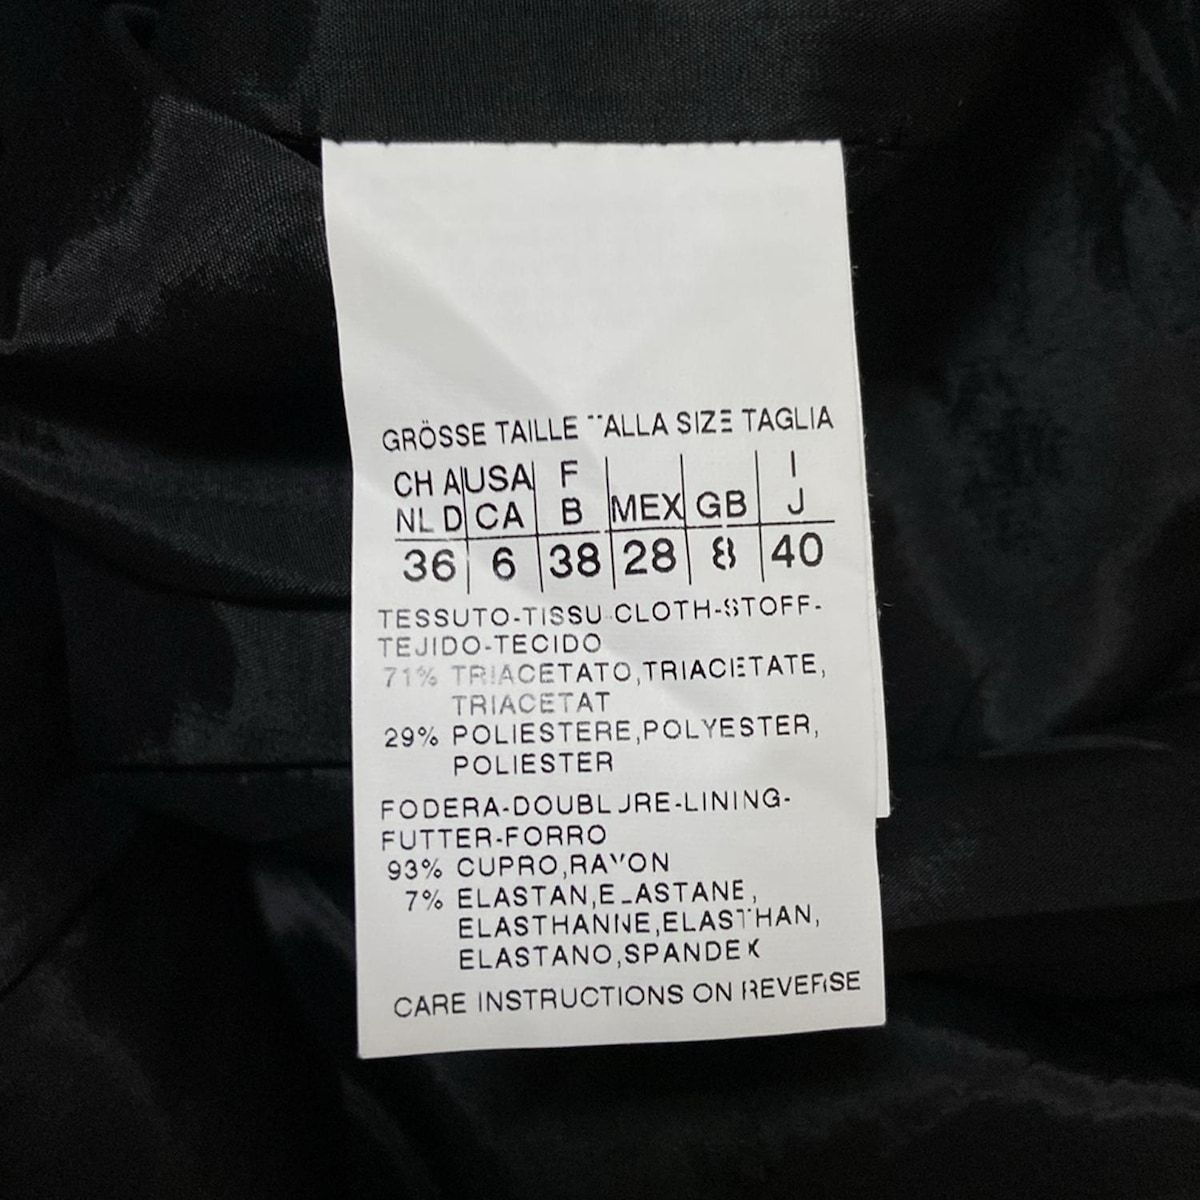 GRÖSSE TAILLE TALLA SIZE TAGLIA
CH A USA F I
NL D CA B MEX GB J
36 6 38 28 8 40
TESSUTO-TISSU-CLOTH-STOFF-
TEJIDO-TECIDO
71% TRIACETATO,TRIACETATE,
TRIACETAT
29% POLIESTERE,POLYESTER,
POLIESTER
FODERA-DOUBLURE-LINING-
FUTTER-FORRO
93% CUPRO,RAYON
7% ELASTAN,ELASTANE,
ELASTHANNE,ELASTHAN,
ELASTANO,SPANDEX
CARE INSTRUCTIONS ON REVERSE